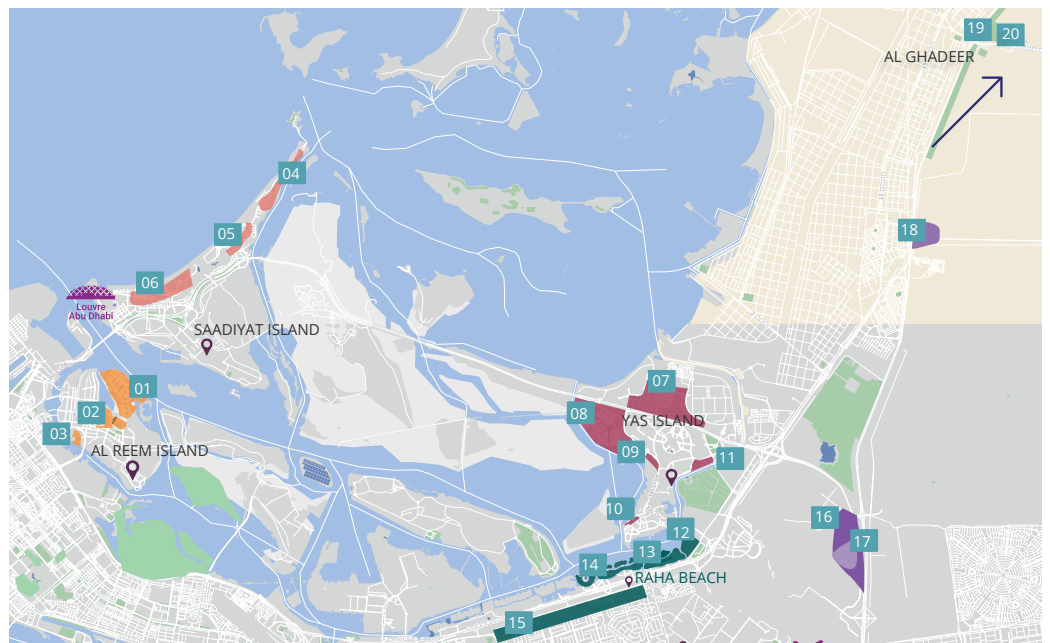 19
20
AL GHADEER
04
18
05
06
Louvre
Abu Dhabi
SAADIYAT ISLAND
01
07
02
08
YAS ISLAND
03
AL REEM ISLAND
09
11
10
16
12
17
13
14
RAHA BEACH
15